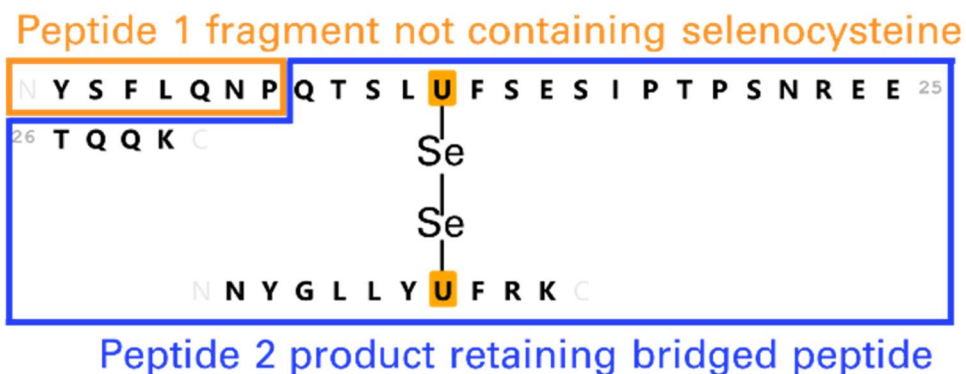 Peptide 1 fragment not containing selenocysteine
N Y S F L Q N P Q T S L U F S E S I P T P S N R E E 25
26 T Q Q K C
Se
Se
N N Y G L L Y U F R K C
Peptide 2 product retaining bridged peptide